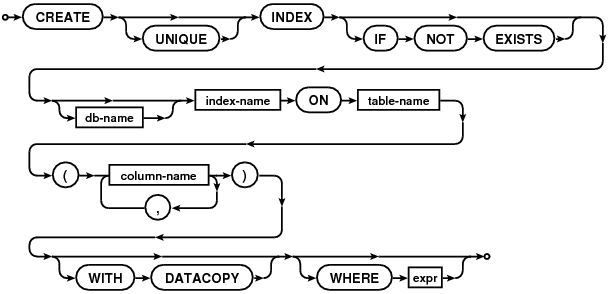 CREATE INDEX
UNIQUE IF NOT EXISTS
db-name index-name ON table-name
( column-name )
,
WITH DATACOPY WHERE expr